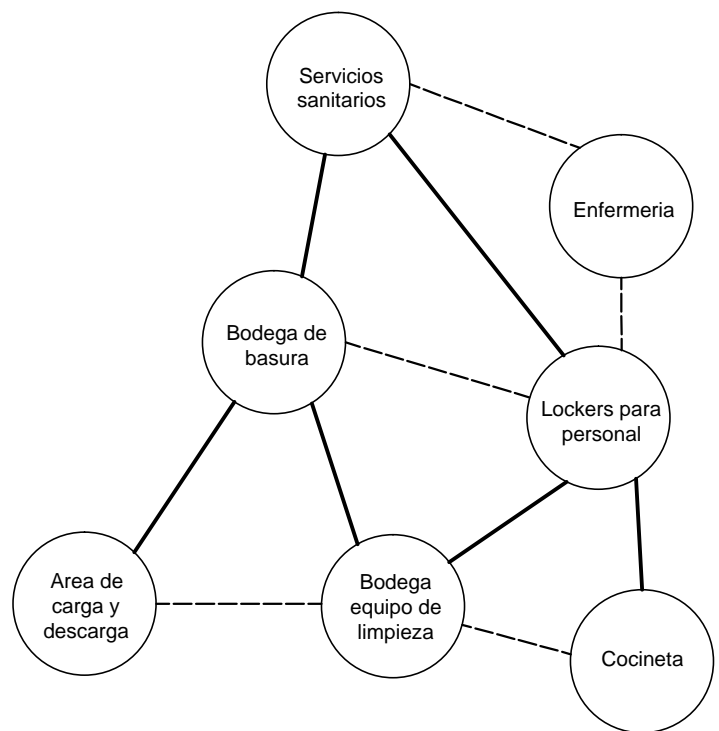 Servicios
sanitarios
Enfermeria
Bodega de
basura
Lockers para
personal
Area de
carga y
descarga
Bodega
equipo de
limpieza
Cocineta